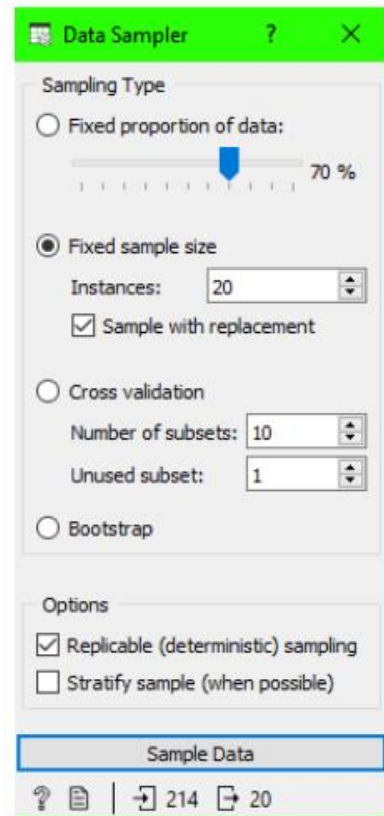 Data Sampler ?
Sampling Type
Fixed proportion of data:
70 %
Fixed sample size
Instances: 20
Sample with replacement
Cross validation
Number of subsets: 10
Unused subset: 1
Bootstrap
Options
Replicable (deterministic) sampling
Stratify sample (when possible)
Sample Data
? 214 20